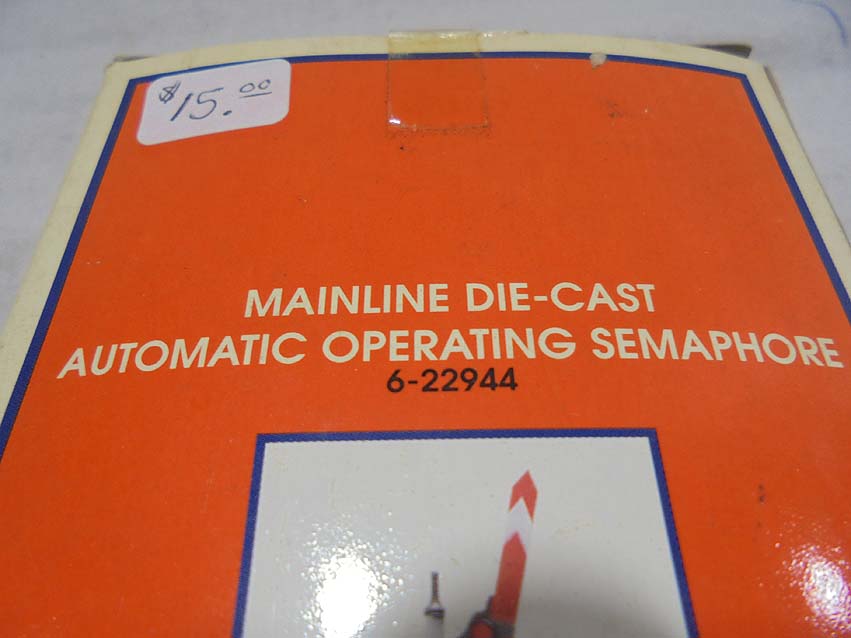 $15.00
MAINLINE DIE-CAST
AUTOMATIC OPERATING SEMAPHORE
6-22944